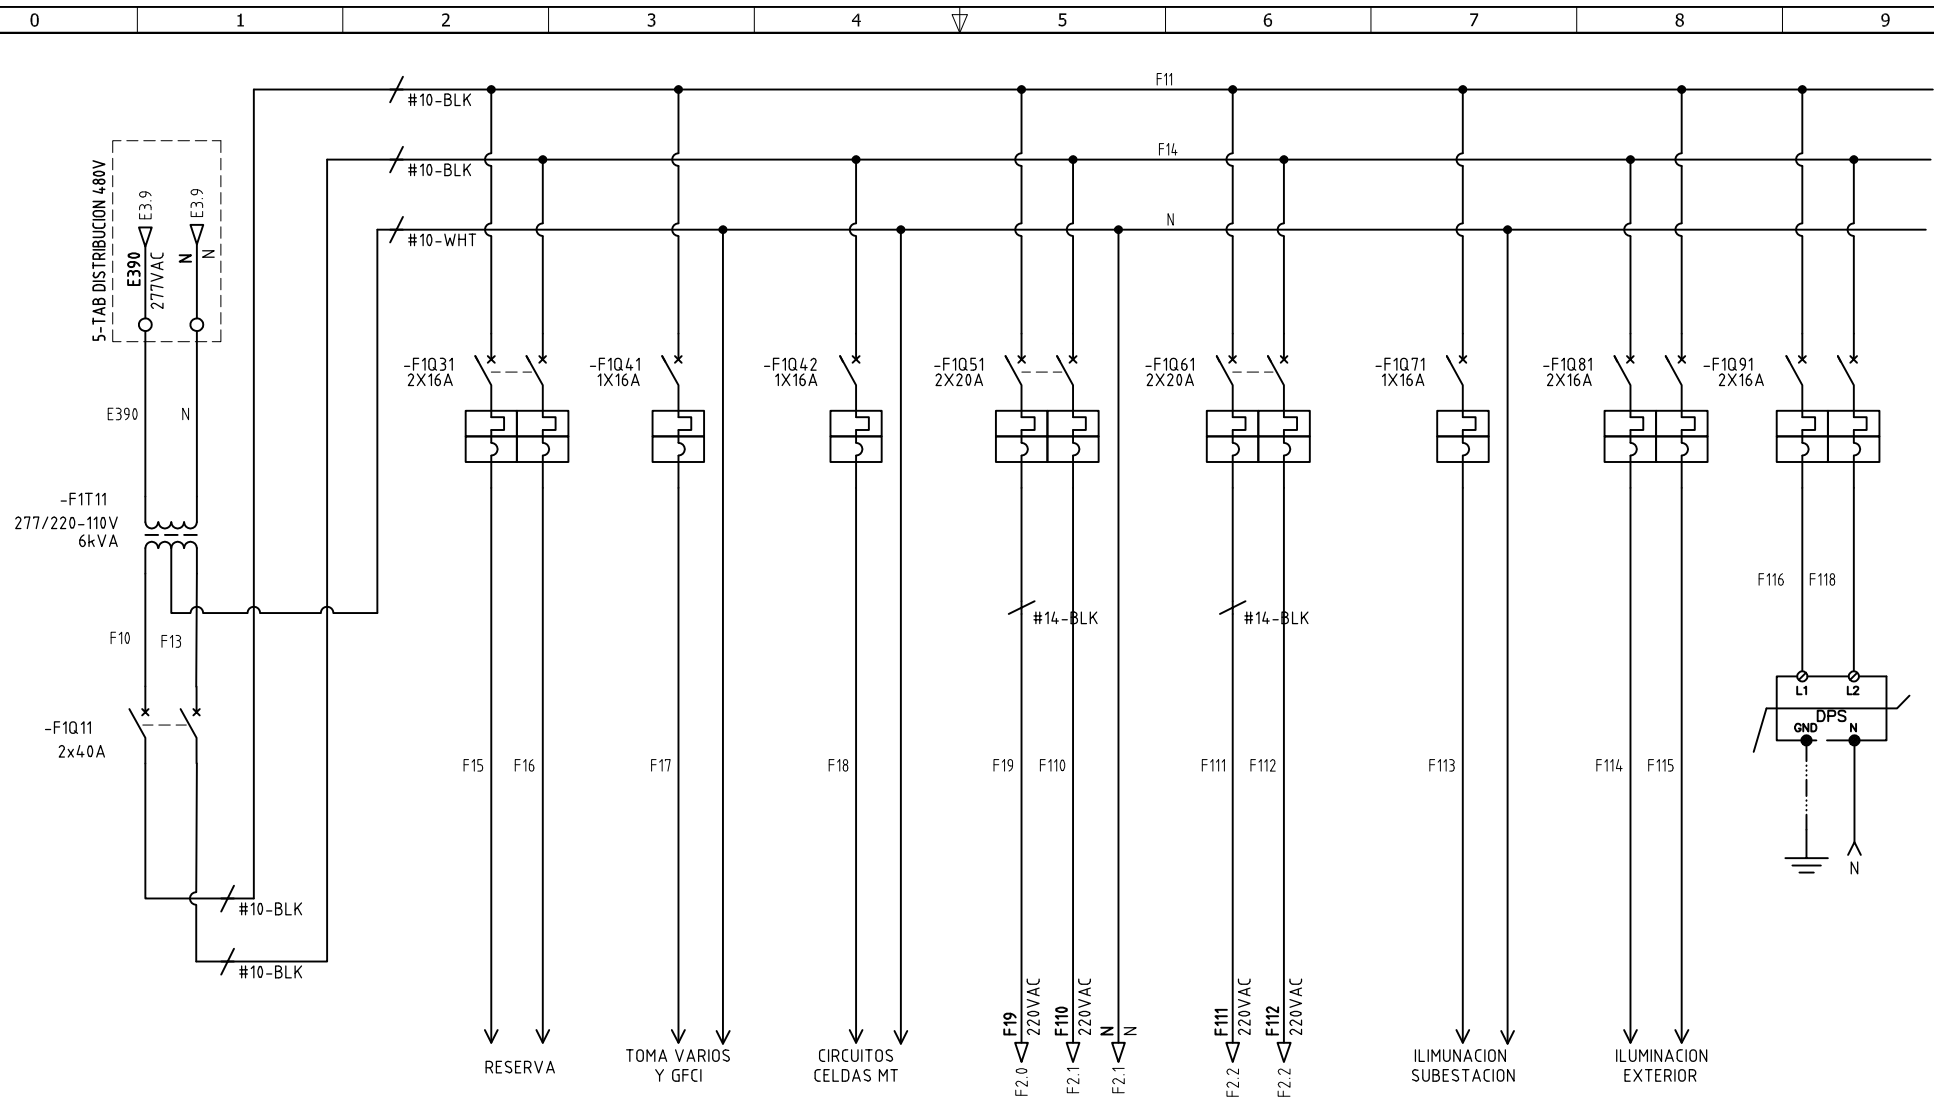 0 1 2 3 4 5 6 7 8 9
F11
#10-BLK
F14
#10-BLK
N
#10-WHT
5-TAB DISTRIBUCION 480V
E3.9
E3.9
E390
277VAC
N
N
-F1Q31
2X16A
-F1Q41
1X16A
-F1Q42
1X16A
-F1Q51
2X20A
-F1Q61
2X20A
-F1Q71
1X16A
-F1Q81
2X16A
-F1Q91
2X16A
E390
N
-F1T11
277/220-110V
6kVA
F116
F118
#14-BLK
#14-BLK
F10
F13
L1
L2
DPS
GND
N
-F1Q11
2x40A
F15
F16
F17
F18
F19
F110
F111
F112
F113
F114
F115
N
#10-BLK
#10-BLK
F19
220VAC
F110
220VAC
N
N
F111
220VAC
F112
220VAC
RESERVA
TOMA VARIOS
Y GFCI
CIRCUITOS
CELDAS MT
F2.0
F2.1
F2.1
F2.2
F2.2
ILIMUNACION
SUBESTACION
ILUMINACION
EXTERIOR